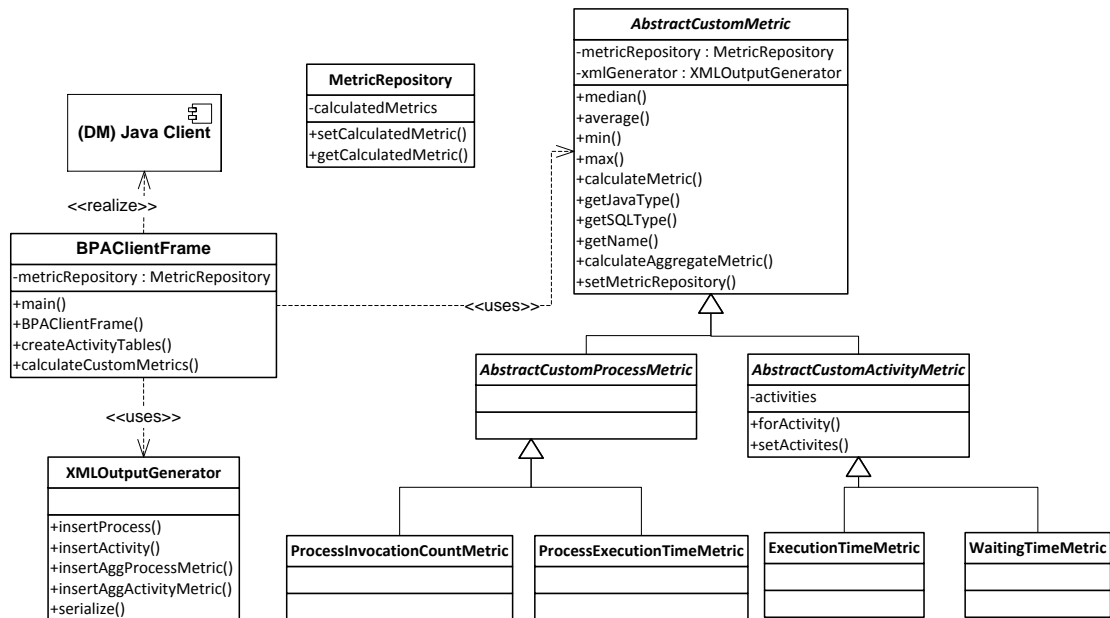 AbstractCustomMetric
-metricRepository : MetricRepository
-xmlGenerator : XMLOutputGenerator
+median()
+average()
+min()
+max()
+calculateMetric()
+getJavaType()
+getSQLType()
+getName()
+calculateAggregateMetric()
+setMetricRepository()
MetricRepository
-calculatedMetrics
+setCalculatedMetric()
+getCalculatedMetric()
(DM) Java Client
<<realize>>
BPAClientFrame
-metricRepository : MetricRepository
+main()
+BPAClientFrame()
+createActivityTables()
+calculateCustomMetrics()
<<uses>>
<<uses>>
XMLOutputGenerator
+insertProcess()
+insertActivity()
+insertAggProcessMetric()
+insertAggActivityMetric()
+serialize()
AbstractCustomProcessMetric
AbstractCustomActivityMetric
-activities
+forActivity()
+setActivites()
ProcessInvocationCountMetric
ProcessExecutionTimeMetric
ExecutionTimeMetric
WaitingTimeMetric